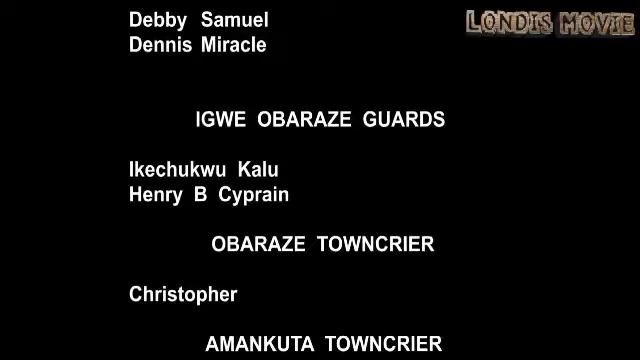 LONDIS MOVIE
Debby Samuel
Dennis Miracle
IGWE OBARAZE GUARDS
Ikechukwu Kalu
Henry B Cyprain
OBARAZE TOWNCRIER
Christopher
AMANKUTA TOWNCRIER